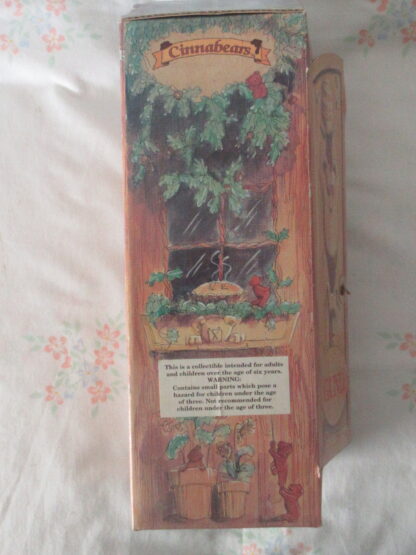 Cinnabears
This is a collectible intended for adults
and children over the age of six years.
WARNING:
Contains small parts which pose a
hazard for children under the age
of three. Not recommended for
children under the age of three.